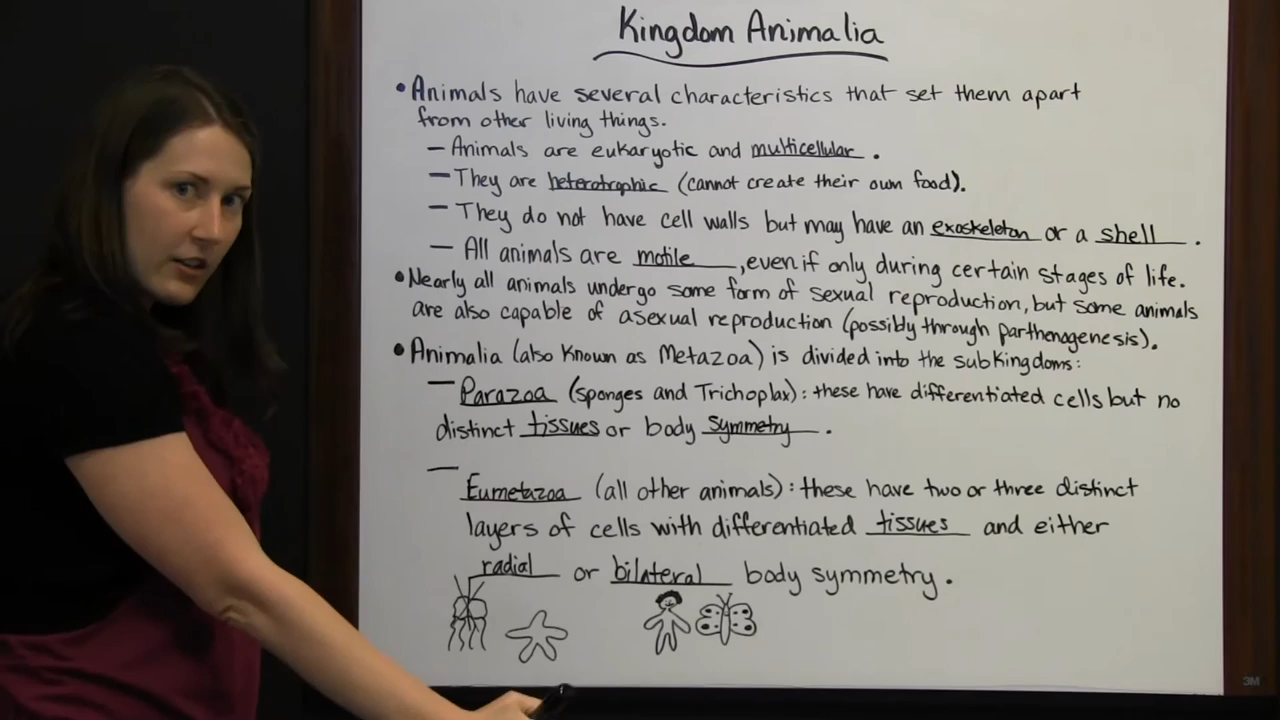 Kingdom Animalia
• Animals have several characteristics that set them apart
from other living things.
– Animals are eukaryotic and multicellular.
– They are heterotrophic (cannot create their own food).
– They do not have cell walls but may have an exoskeleton or a shell.
– All animals are motile, even if only during certain stages of life.
• Nearly all animals undergo some form of sexual reproduction, but some animals
are also capable of asexual reproduction (possibly through parthenogenesis).
• Animalia (also known as Metazoa) is divided into the subkingdoms:
– Parazoa (sponges and Trichoplax): these have differentiated cells but no
distinct tissues or body symmetry.
– Eumetazoa (all other animals): these have two or three distinct
layers of cells with differentiated tissues and either
radial or bilateral body symmetry.
3M